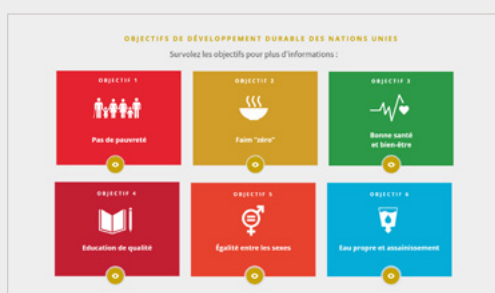 OBJECTIFS DE DÉVELOPPEMENT DURABLE DES NATIONS UNIES
Survolez les objectifs pour plus d'informations :
OBJECTIF 1
Pas de pauvreté
OBJECTIF 2
Faim "zéro"
OBJECTIF 3
Bonne santé
et bien-être
OBJECTIF 4
Education de qualité
OBJECTIF 5
Égalité entre les sexes
OBJECTIF 6
Eau propre et assainissement